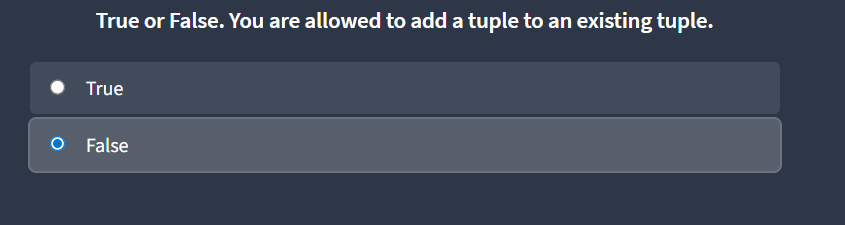 True or False. You are allowed to add a tuple to an existing tuple.
True
False